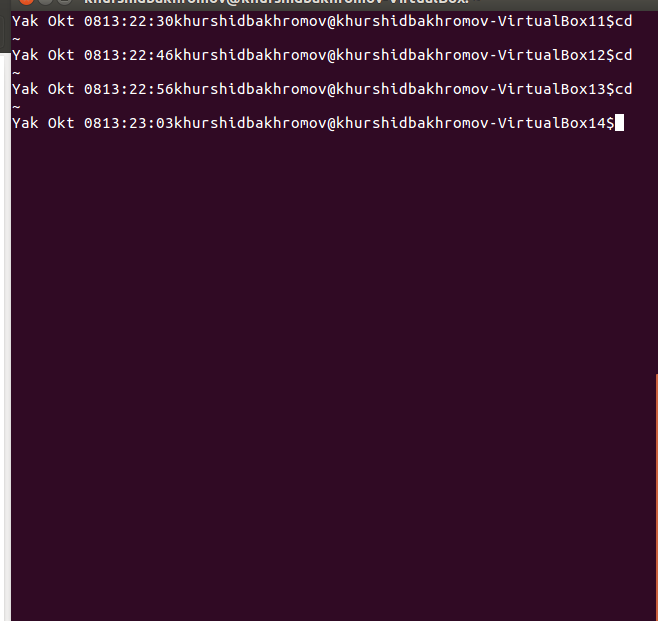 Yak Okt 0813:22:30khurshidbakhromov@khurshidbakhromov-VirtualBox11$cd
~
Yak Okt 0813:22:46khurshidbakhromov@khurshidbakhromov-VirtualBox12$cd
~
Yak Okt 0813:22:56khurshidbakhromov@khurshidbakhromov-VirtualBox13$cd
~
Yak Okt 0813:23:03khurshidbakhromov@khurshidbakhromov-VirtualBox14$